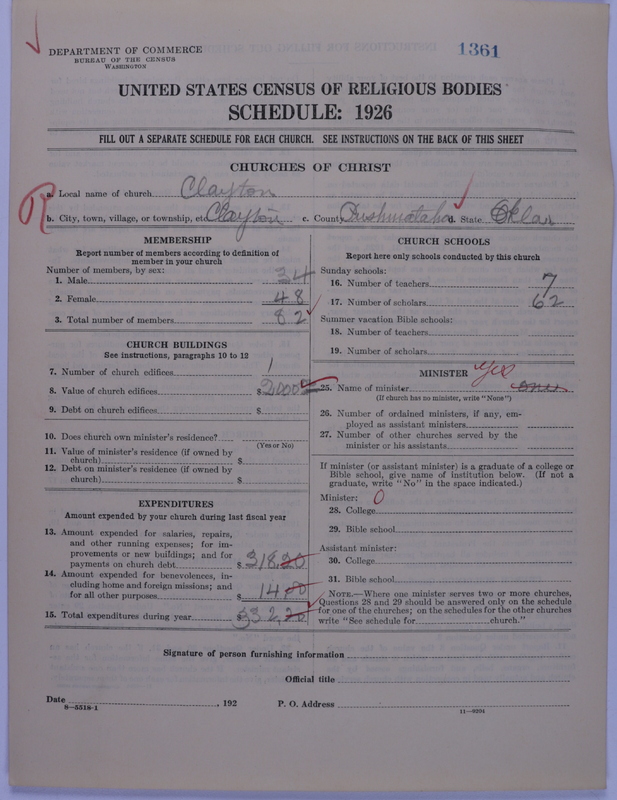 1361
DEPARTMENT OF COMMERCE
BUREAU OF THE CENSUS
WASHINGTON
UNITED STATES CENSUS OF RELIGIOUS BODIES
SCHEDULE: 1926
FILL OUT A SEPARATE SCHEDULE FOR EACH CHURCH. SEE INSTRUCTIONS ON THE BACK OF THIS SHEET
CHURCHES OF CHRIST
a. Local name of church Clayton
b. City, town, village, or township, etc. Clayton c. County Pushmataha d. State Okla
MEMBERSHIP
Report number of members according to definition of
member in your church
Number of members, by sex:
1. Male 34
2. Female 48
3. Total number of members 82
CHURCH BUILDINGS
See instructions, paragraphs 10 to 12
7. Number of church edifices 1
8. Value of church edifices $2000
9. Debt on church edifices $
10. Does church own minister's residence?
(Yes or No)
11. Value of minister's residence (if owned by
church) $
12. Debt on minister's residence (if owned by
church) $
EXPENDITURES
Amount expended by your church during last fiscal year
13. Amount expended for salaries, repairs,
and other running expenses; for im-
provements or new buildings; and for
payments on church debt $318.20
14. Amount expended for benevolences, in-
cluding home and foreign missions; and
for all other purposes $14.00
15. Total expenditures during year $332.20
CHURCH SCHOOLS
Report here only schools conducted by this church
Sunday schools:
16. Number of teachers 7
17. Number of scholars 62
Summer vacation Bible schools:
18. Number of teachers
19. Number of scholars
MINISTER yes
25. Name of minister
(If church has no minister, write "None")
26. Number of ordained ministers, if any, em-
ployed as assistant ministers
27. Number of other churches served by the
minister or his assistants
If minister (or assistant minister) is a graduate of a college or
Bible school, give name of institution below. (If not a
graduate, write "No" in the space indicated.)
Minister: 0
28. College
29. Bible school
Assistant minister:
30. College
31. Bible school
NOTE.—Where one minister serves two or more churches,
Questions 28 and 29 should be answered only on the schedule
for one of the churches; on the schedules for the other churches
write "See schedule for church."
Signature of person furnishing information
Official title
Date , 192 P. O. Address
8—5518-1 11—9204